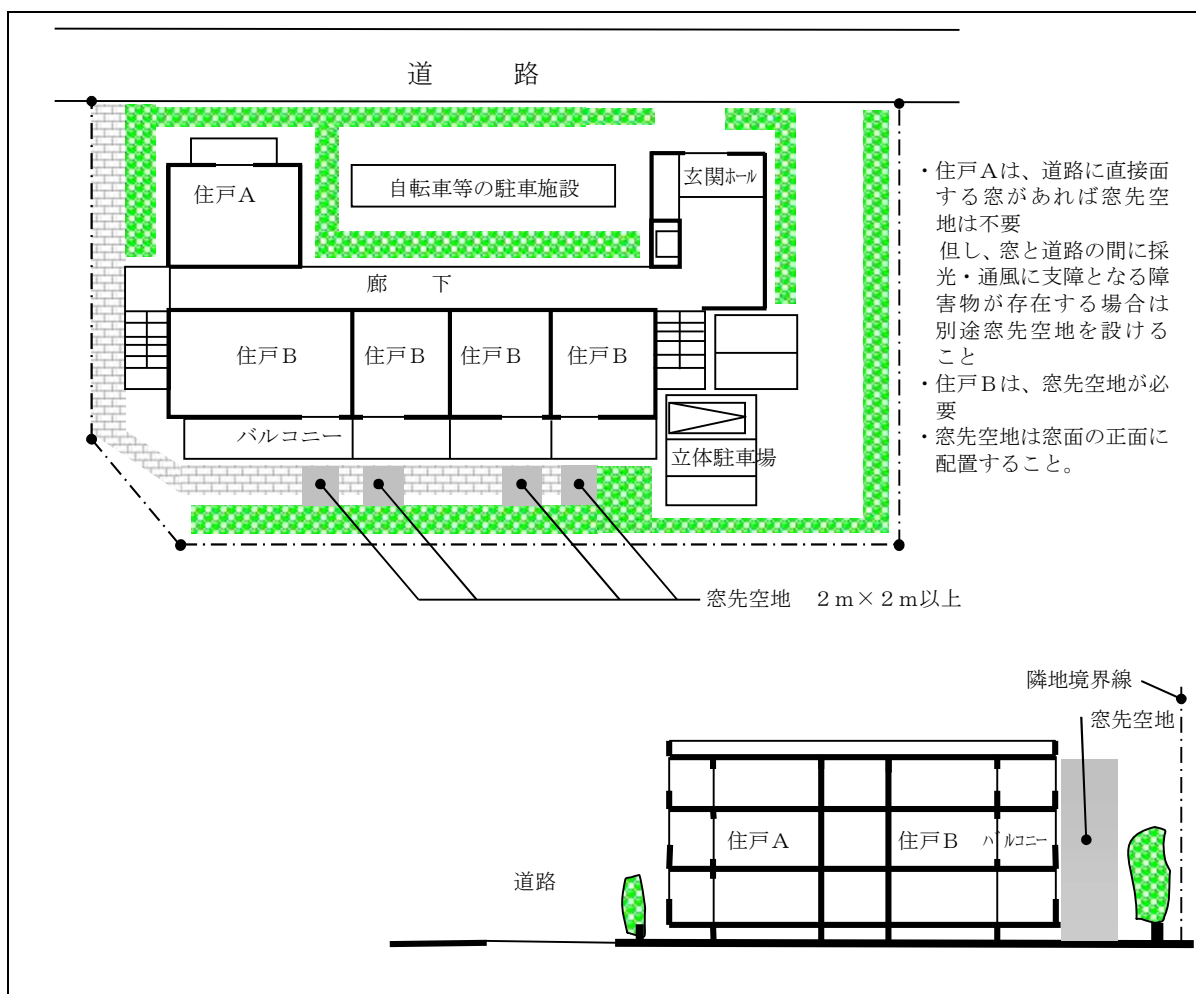 道　路
住戸A
自転車等の駐車施設
玄関ホール
廊　下
住戸B
住戸B
住戸B
住戸B
バルコニー
立体駐車場
・住戸Aは、道路に直接面
する窓があれば窓先空
地は不要
但し、窓と道路の間に採
光・通風に支障となる障
害物が存在する場合は
別途窓先空地を設ける
こと
・住戸Bは、窓先空地が必
要
・窓先空地は窓面の正面に
配置すること。
窓先空地　２ｍ×２ｍ以上
隣地境界線
窓先空地
住戸A
住戸B
バルコニー
道路